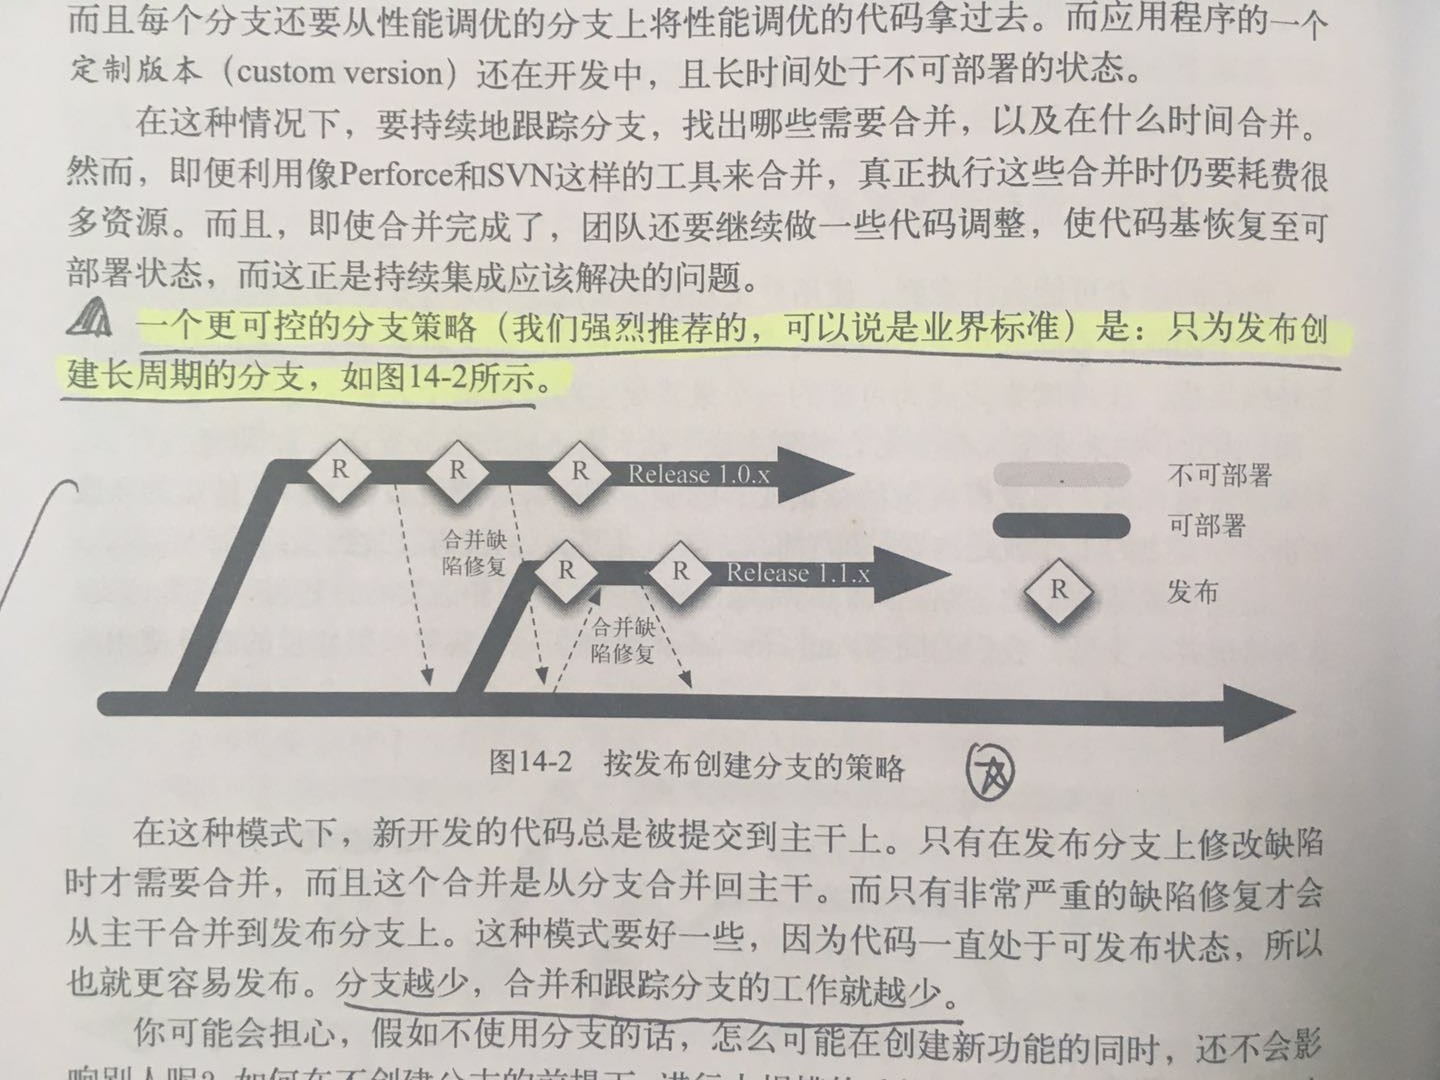 而且每个分支还要从性能调优的分支上将性能调优的代码拿过去。而应用程序的一个
定制版本（custom version）还在开发中，且长时间处于不可部署的状态。
在这种情况下，要持续地跟踪分支，找出哪些需要合并，以及在什么时间合并。
然而，即便利用像Perforce和SVN这样的工具来合并，真正执行这些合并时仍要耗费很
多资源。而且，即使合并完成了，团队还要继续做一些代码调整，使代码基恢复至可
部署状态，而这正是持续集成应该解决的问题。
一个更可控的分支策略（我们强烈推荐的，可以说是业界标准）是：只为发布创
建长周期的分支，如图14-2所示。
R R R Release 1.0.x
不可部署
可部署
合并缺
陷修复
R R Release 1.1.x
R 发布
合并缺
陷修复
图14-2 按发布创建分支的策略
在这种模式下，新开发的代码总是被提交到主干上。只有在发布分支上修改缺陷
时才需要合并，而且这个合并是从分支合并回主干。而只有非常严重的缺陷修复才会
从主干合并到发布分支上。这种模式要好一些，因为代码一直处于可发布状态，所以
也就更容易发布。分支越少，合并和跟踪分支的工作就越少。
你可能会担心，假如不使用分支的话，怎么可能在创建新功能的同时，还不会影
响别人呢？如何在不创建分支的前提下